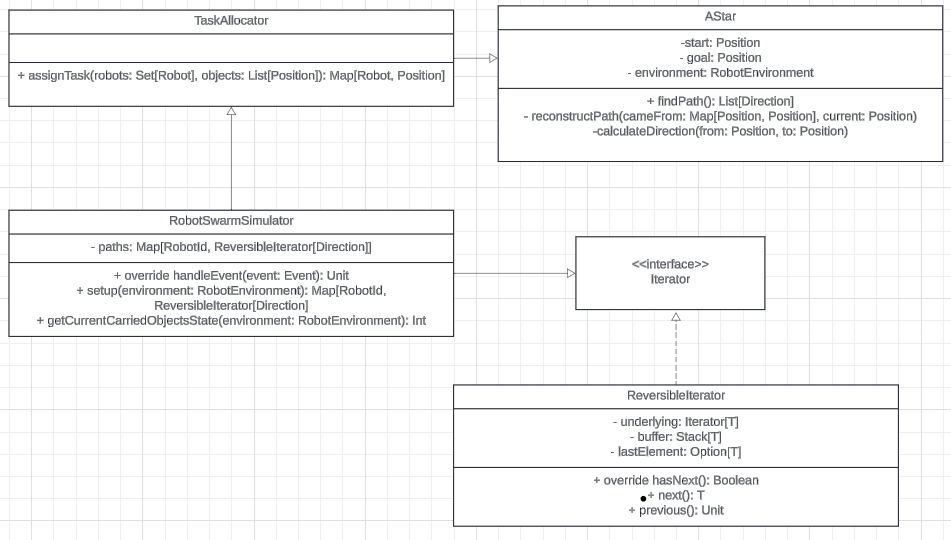 TaskAllocator
+ assignTask(robots: Set[Robot], objects: List[Position]): Map[Robot, Position]
AStar
-start: Position
- goal: Position
- environment: RobotEnvironment
+ findPath(): List[Direction]
- reconstructPath(cameFrom: Map[Position, Position], current: Position)
-calculateDirection(from: Position, to: Position)
RobotSwarmSimulator
- paths: Map[RobotId, ReversibleIterator[Direction]]
+ override handleEvent(event: Event): Unit
+ setup(environment: RobotEnvironment): Map[RobotId,
ReversibleIterator[Direction]
+ getCurrentCarriedObjectsState(environment: RobotEnvironment): Int
<<interface>>
Iterator
ReversibleIterator
- underlying: Iterator[T]
- buffer: Stack[T]
- lastElement: Option[T]
+ override hasNext(): Boolean
+ next(): T
+ previous(): Unit